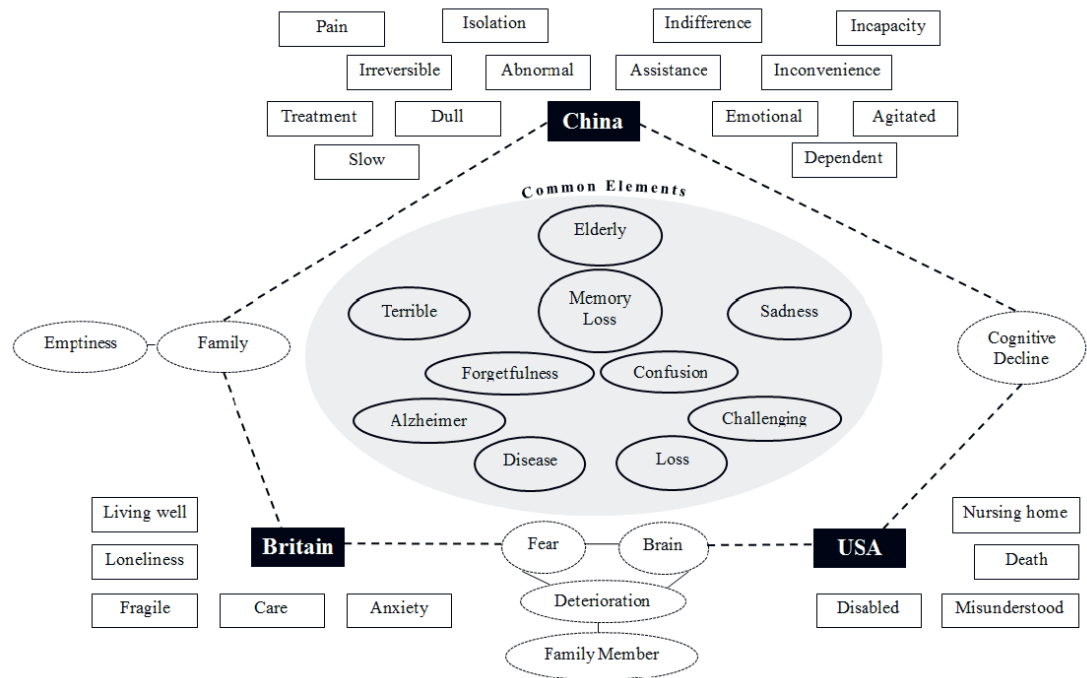 Pain
Isolation
Indifference
Incapacity
Irreversible
Abnormal
Assistance
Inconvenience
Treatment
Dull
China
Emotional
Agitated
Slow
Dependent
Common Elements
Elderly
Terrible
Memory
Loss
Sadness
Emptiness
Family
Cognitive
Decline
Forgetfulness
Confusion
Alzheimer
Challenging
Disease
Loss
Living well
Nursing home
Britain
Fear
Brain
USA
Loneliness
Death
Fragile
Care
Anxiety
Deterioration
Disabled
Misunderstood
Family Member